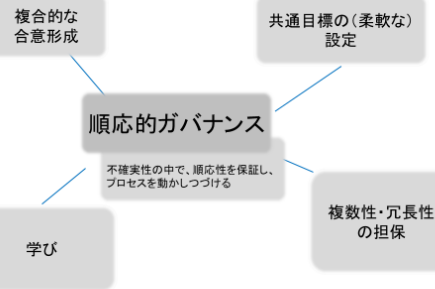 複合的な
合意形成
共通目標の（柔軟な）
設定
順応的ガバナンス
不確実性の中で、順応性を保証し、
プロセスを動かしつづける
学び
複数性・冗長性
の担保